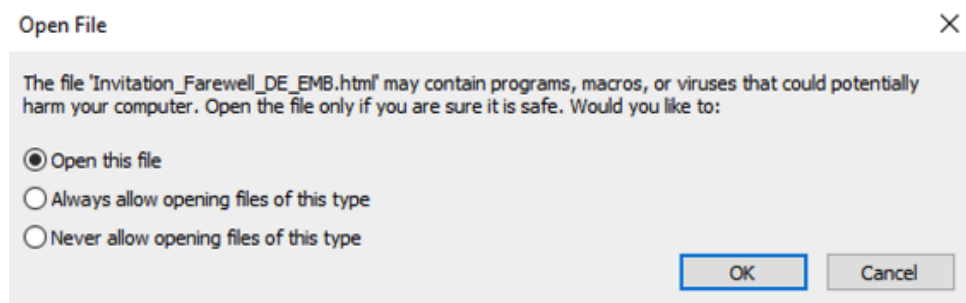 Open File
The file 'Invitation_Farewell_DE_EMB.html' may contain programs, macros, or viruses that could potentially
harm your computer. Open the file only if you are sure it is safe. Would you like to:
Open this file
Always allow opening files of this type
Never allow opening files of this type
OK Cancel